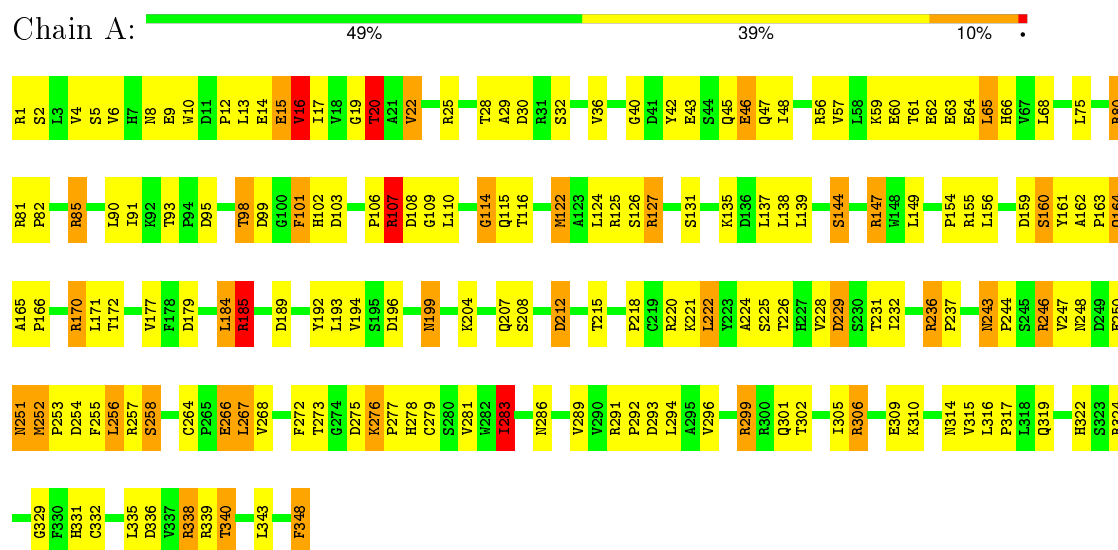 Chain A:
49% 39% 10% •
R1 S2 L3 V4 S5 V6 H7 N8 E9 W10 D11 P12 L13 E14 E15 V16 I17 V18 G19 T20 A21 V22 R25 T28 A29 D30 R31 S32 V36 G40 D41 Y42 E43 S44 Q45 E46 Q47 I48 R56 V57 L58 K59 E60 T61 E62 E63 E64 L65 H66 V67 L68 L75
R81 P82 R85 L90 I91 K92 T93 P94 D95 T98 D99 G100 F101 H102 D103 P106 R107 D108 G109 L110 G114 Q115 T116 M122 A123 L124 R125 S126 R127 S131 K135 D136 L137 L138 L139 S144 R147 W148 L149 P154 R155 L156 D159 S160 Y161 A162 P163
A165 P166 R170 L171 T172 V177 F178 D179 L184 R185 D189 Y192 L193 V194 S195 D196 N199 K204 Q207 S208 D212 T215 P218 C219 R220 K221 L222 Y223 A224 S225 T226 H227 V228 D229 S230 T231 I232 R236 P237 N243 P244 S245 R246 V247 N248 D249
N251 M252 P253 D254 F255 L256 R257 S258 C264 P265 E266 L267 V268 F272 T273 G274 D275 K276 P277 H278 C279 S280 V281 W282 I283 N286 V289 V290 R291 P292 D293 L294 A295 V296 R299 R300 Q301 T302 I305 R306 E309 K310 N314 V315 L316 P317 L318 Q319 H322 S323
G329 F330 H331 C332 L335 D336 V337 R338 R339 T340 L343 F348